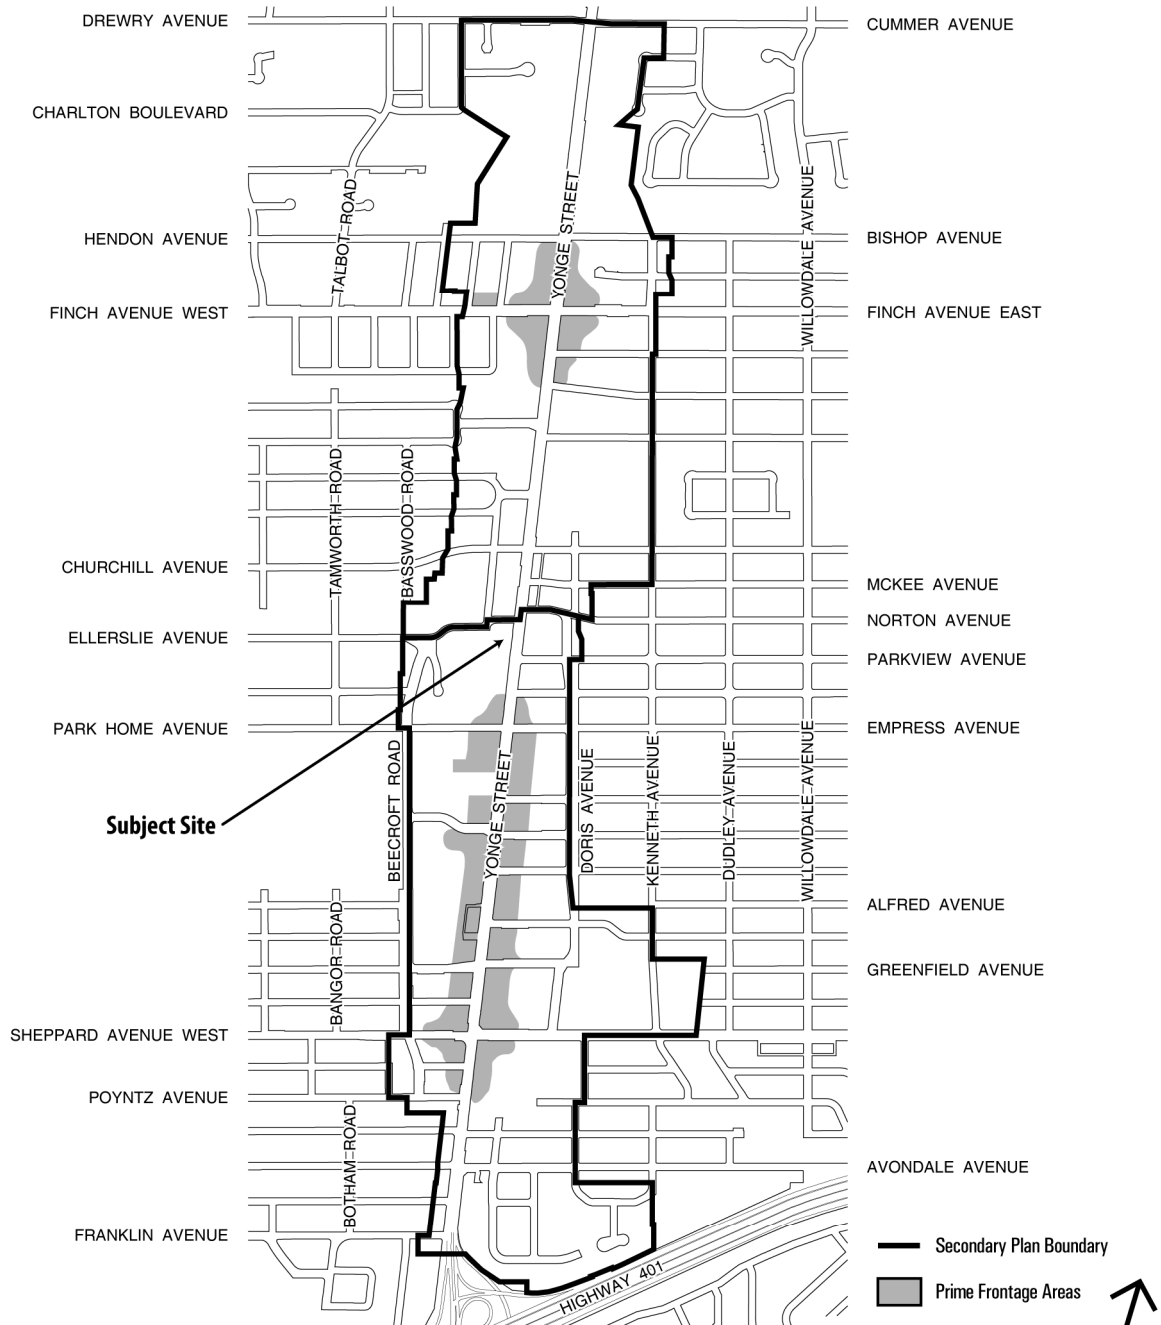 DREWRY AVENUE
CUMMER AVENUE
CHARLTON BOULEVARD
TALBOT ROAD
YONGE STREET
WILLOWDALE AVENUE
HENDON AVENUE
BISHOP AVENUE
FINCH AVENUE WEST
FINCH AVENUE EAST
TAMWORTH ROAD
BASSWOOD ROAD
CHURCHILL AVENUE
MCKEE AVENUE
NORTON AVENUE
ELLERSLIE AVENUE
PARKVIEW AVENUE
PARK HOME AVENUE
EMPRESS AVENUE
BEECROFT ROAD
YONGE STREET
DORIS AVENUE
KENNETH AVENUE
DUDLEY AVENUE
WILLOWDALE AVENUE
Subject Site
ALFRED AVENUE
BANGOR ROAD
GREENFIELD AVENUE
SHEPPARD AVENUE WEST
POYNTZ AVENUE
BOTHAM ROAD
AVONDALE AVENUE
FRANKLIN AVENUE
HIGHWAY 401
Secondary Plan Boundary
Prime Frontage Areas